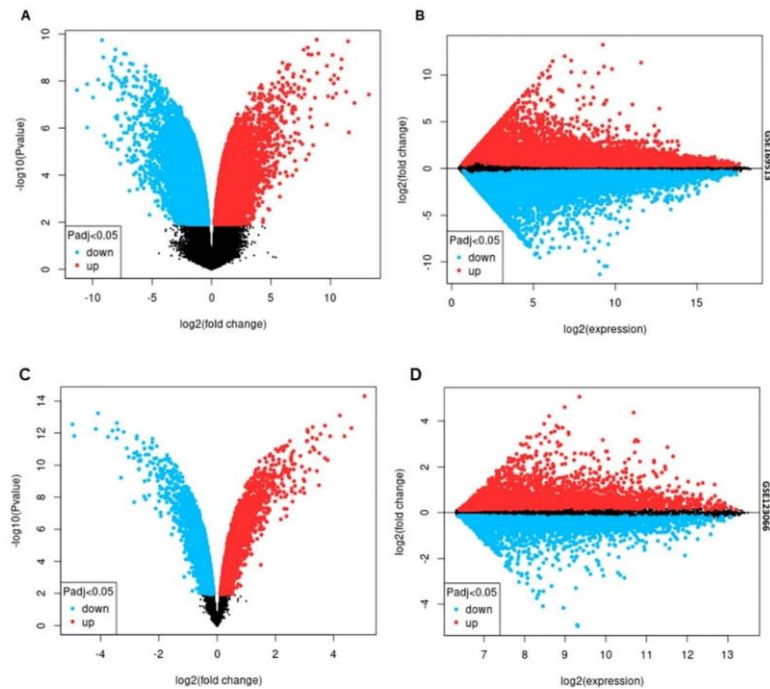 A
-log10(Pvalue)
10
8
6
4
2
0
Padj<0.05
down
up
-10
-5
0
5
10
log2(fold change)
B
log2(fold change)
10
5
0
-5
-10
Padj<0.05
down
up
0
5
10
15
log2(expression)
GSE169513
C
-log10(Pvalue)
14
12
10
8
6
4
2
0
Padj<0.05
down
up
-4
-2
0
2
4
log2(fold change)
D
log2(fold change)
4
2
0
-2
-4
Padj<0.05
down
up
7
8
9
10
11
12
13
log2(expression)
GSE123066